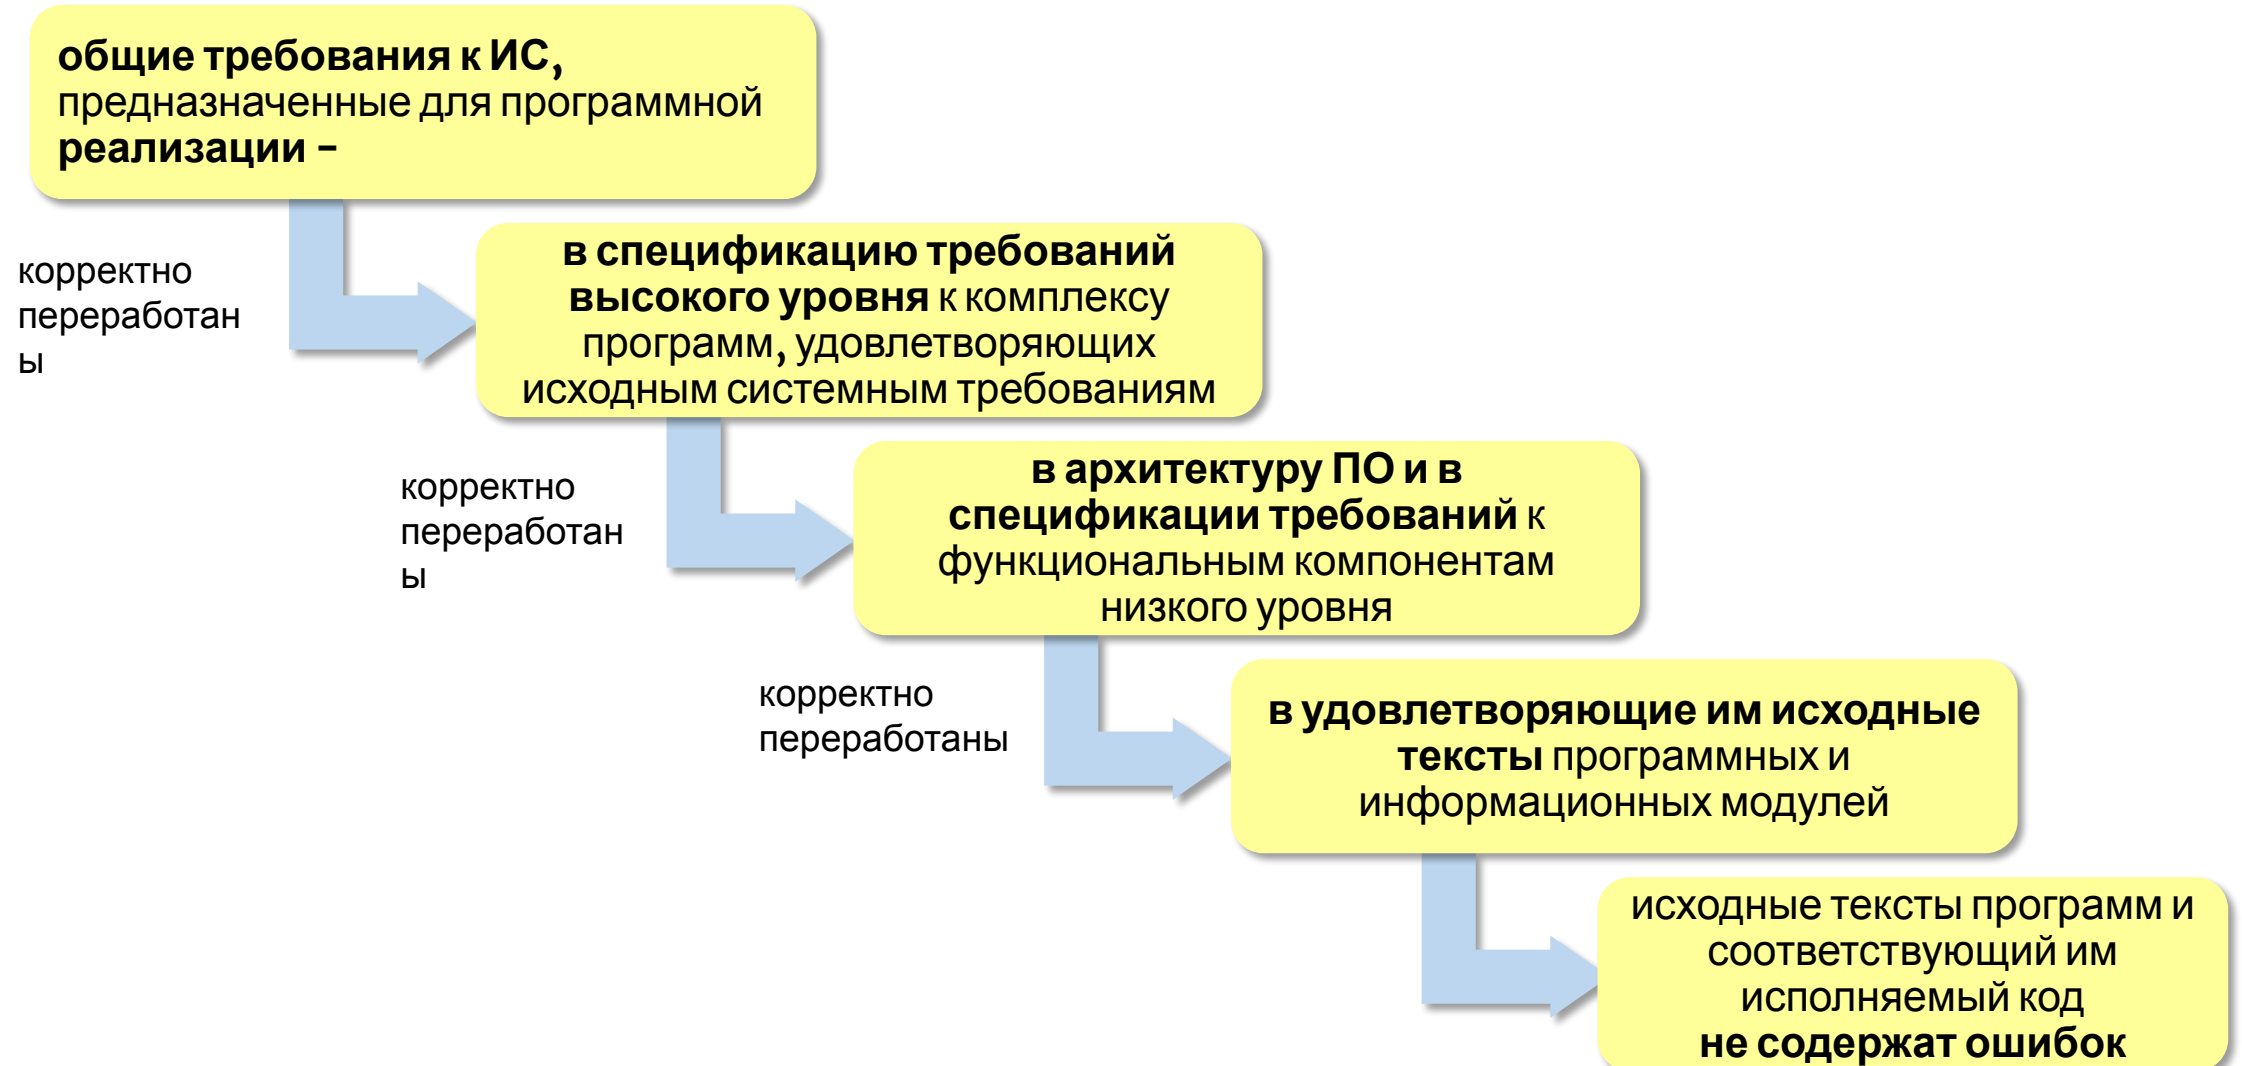 общие требования к ИС,
предназначенные для программной
реализации –
корректно
переработан
ы
в спецификацию требований
высокого уровня к комплексу
программ, удовлетворяющих
исходным системным требованиям
корректно
переработан
ы
в архитектуру ПО и в
спецификации требований к
функциональным компонентам
низкого уровня
корректно
переработаны
в удовлетворяющие им исходные
тексты программных и
информационных модулей
исходные тексты программ и
соответствующий им
исполняемый код
не содержат ошибок